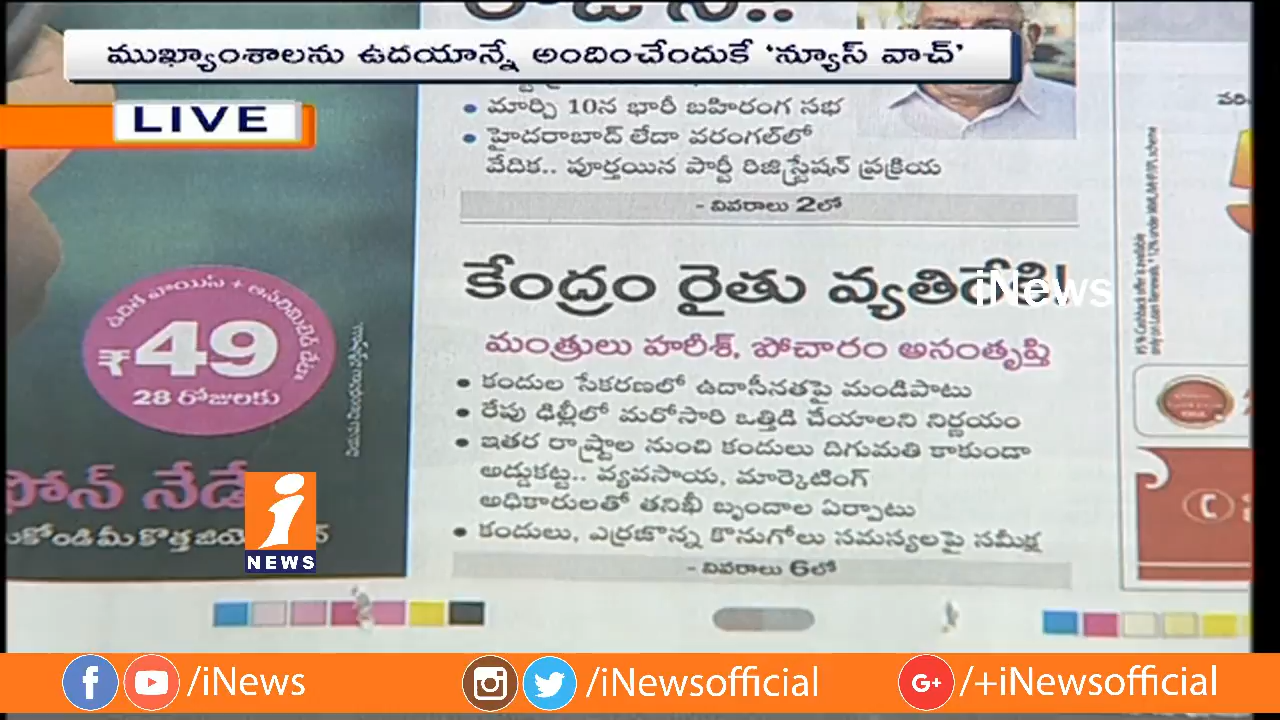 ముఖ్యాంశాలను ఉదయాన్నే అందించేందుకే ‘న్యూస్ వాచ్’
LIVE
• మార్చి 10న భారీ బహిరంగ సభ
• హైదరాబాద్ లేదా వరంగల్‌లో
వేదిక.. పూర్తయిన పార్టీ రిజిస్ట్రేషన్ ప్రక్రియ
- వివరాలు 2లో
కేంద్రం రైతు వ్యతిరేకి!
iNews
మంత్రులు హరీశ్, పోచారం అసంతృప్తి
• కందుల సేకరణలో ఉదాసీనతపై మండిపాటు
• రేపు ఢిల్లీలో మరోసారి ఒత్తిడి చేయాలని నిర్ణయం
• ఇతర రాష్ట్రాల నుంచి కందులు దిగుమతి కాకుండా
అడ్డుకట్ట.. వ్యవసాయ, మార్కెటింగ్
అధికారులతో తనిఖీ బృందాల ఏర్పాటు
• కందులు, ఎర్రజొన్న కొనుగోలు సమస్యలపై సమీక్ష
- వివరాలు 6లో
₹49
28 రోజులకు
ఫోన్ నేడే
కోండి మీ కొత్త
i
NEWS
/iNews
/iNewsofficial
/+iNewsofficial